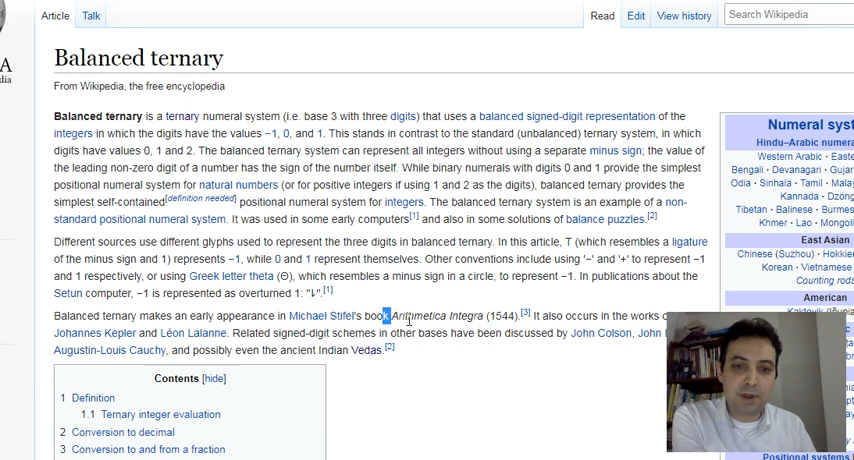 Article Talk Read Edit View history Search Wikipedia
A
dia
Balanced ternary
From Wikipedia, the free encyclopedia
Balanced ternary is a ternary numeral system (i.e. base 3 with three digits) that uses a balanced signed-digit representation of the
integers in which the digits have the values −1, 0, and 1. This stands in contrast to the standard (unbalanced) ternary system, in which
digits have values 0, 1 and 2. The balanced ternary system can represent all integers without using a separate minus sign; the value of
the leading non-zero digit of a number has the sign of the number itself. While binary numerals with digits 0 and 1 provide the simplest
positional numeral system for natural numbers (or for positive integers if using 1 and 2 as the digits), balanced ternary provides the
simplest self-contained[definition needed] positional numeral system for integers. The balanced ternary system is an example of a non-
standard positional numeral system. It was used in some early computers[1] and also in some solutions of balance puzzles.[2]
Different sources use different glyphs used to represent the three digits in balanced ternary. In this article, T (which resembles a ligature
of the minus sign and 1) represents −1, while 0 and 1 represent themselves. Other conventions include using '−' and '+' to represent −1
and 1 respectively, or using Greek letter theta (Θ), which resembles a minus sign in a circle, to represent −1. In publications about the
Setun computer, −1 is represented as overturned 1: "1".[1]
Balanced ternary makes an early appearance in Michael Stifel's book Arithmetica Integra (1544).[3] It also occurs in the works o
Johannes Kepler and Léon Lalanne. Related signed-digit schemes in other bases have been discussed by John Colson, John
Augustin-Louis Cauchy, and possibly even the ancient Indian Vedas.[2]
Contents [hide]
1 Definition
1.1 Ternary integer evaluation
2 Conversion to decimal
3 Conversion to and from a fraction
Numeral syst
Hindu–Arabic numera
Western Arabic · Easte
Bengali · Devanagari · Gujar
Odia · Sinhala · Tamil · Malay
Kannada · Dzong
Tibetan · Balinese · Burmes
Khmer · Lao · Mongoli
East Asian
Chinese (Suzhou) · Hokkien
Korean · Vietnamese
Counting rods
American